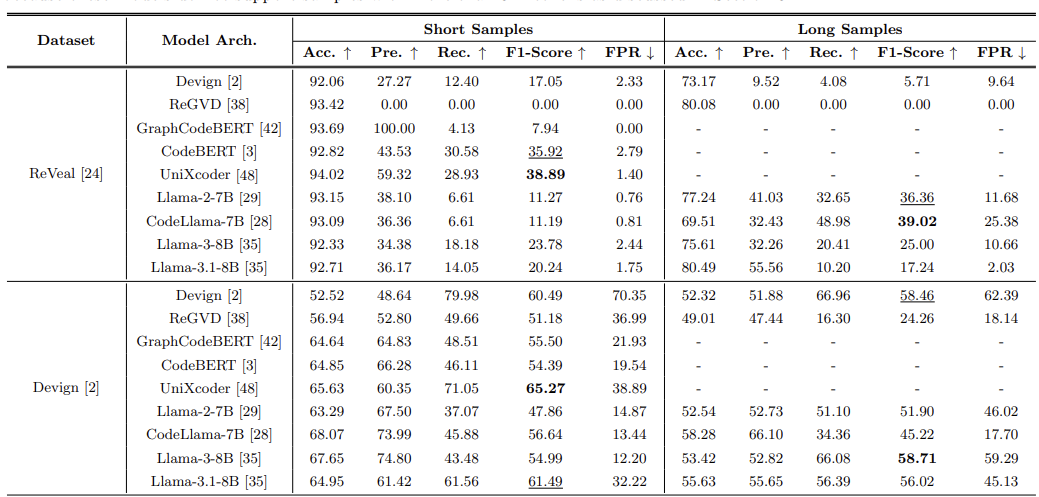 Dataset Model Arch. Short Samples Long Samples
Acc. ↑ Pre. ↑ Rec. ↑ F1-Score ↑ FPR ↓ Acc. ↑ Pre. ↑ Rec. ↑ F1-Score ↑ FPR ↓
Devign [2] 92.06 27.27 12.40 17.05 2.33 73.17 9.52 4.08 5.71 9.64
ReGVD [38] 93.42 0.00 0.00 0.00 0.00 80.08 0.00 0.00 0.00 0.00
GraphCodeBERT [42] 93.69 100.00 4.13 7.94 0.00 - - - - -
CodeBERT [3] 92.82 43.53 30.58 35.92 2.79 - - - - -
ReVeal [24] UniXcoder [48] 94.02 59.32 28.93 38.89 1.40 - - - - -
Llama-2-7B [29] 93.15 38.10 6.61 11.27 0.76 77.24 41.03 32.65 36.36 11.68
CodeLlama-7B [28] 93.09 36.36 6.61 11.19 0.81 69.51 32.43 48.98 39.02 25.38
Llama-3-8B [35] 92.33 34.38 18.18 23.78 2.44 75.61 32.26 20.41 25.00 10.66
Llama-3.1-8B [35] 92.71 36.17 14.05 20.24 1.75 80.49 55.56 10.20 17.24 2.03
Devign [2] 52.52 48.64 79.98 60.49 70.35 52.32 51.88 66.96 58.46 62.39
ReGVD [38] 56.94 52.80 49.66 51.18 36.99 49.01 47.44 16.30 24.26 18.14
GraphCodeBERT [42] 64.64 64.83 48.51 55.50 21.93 - - - - -
CodeBERT [3] 64.85 66.28 46.11 54.39 19.54 - - - - -
Devign [2] UniXcoder [48] 65.63 60.35 71.05 65.27 38.89 - - - - -
Llama-2-7B [29] 63.29 67.50 37.07 47.86 14.87 52.54 52.73 51.10 51.90 46.02
CodeLlama-7B [28] 68.07 73.99 45.88 56.64 13.44 58.28 66.10 34.36 45.22 17.70
Llama-3-8B [35] 67.65 74.80 43.48 54.99 12.20 53.42 52.82 66.08 58.71 59.29
Llama-3.1-8B [35] 64.95 61.42 61.56 61.49 32.22 55.63 55.65 56.39 56.02 45.13